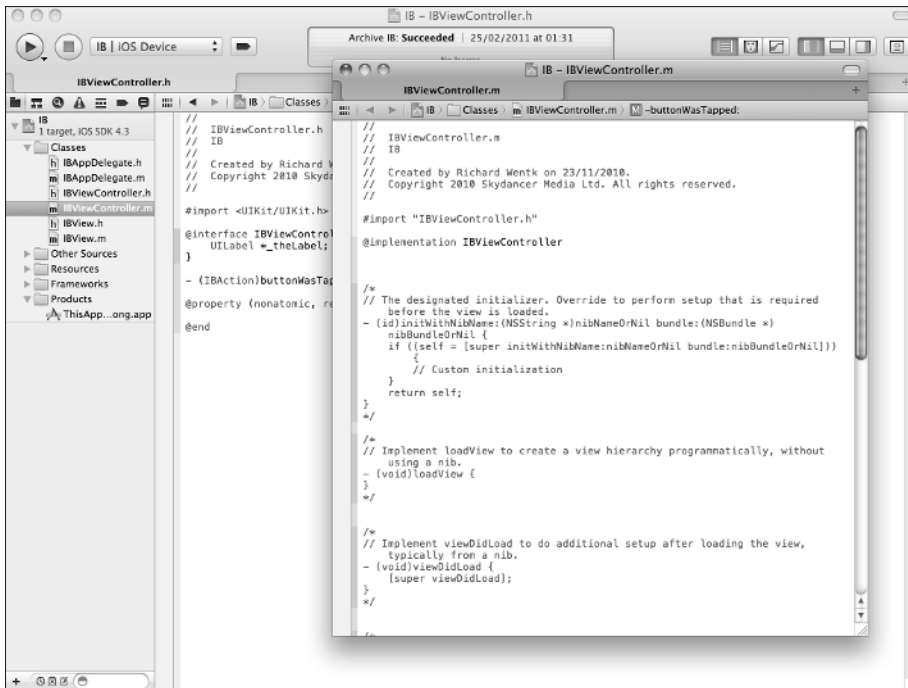 IB – IBViewController.h
IB | iOS Device
Archive IB: Succeeded | 25/02/2011 at 01:31
IBViewController.h
IB
Classes
IB
1 target, iOS SDK 4.3
Classes
IBAppDelegate.h
IBAppDelegate.m
IBViewController.h
IBViewController.m
IBView.h
IBView.m
Other Sources
Resources
Frameworks
Products
ThisApp...ong.app
//
// IBViewController.h
// IB
//
// Created by Richard
// Copyright 2010
//
#import <UIKit/UIKit.h>
@interface
UILabel *_theLabel;
}
- (IBAction)
@property (nonatomic,
@end
IB – IBViewController.m
IBViewController.m
IB
Classes
IBViewController.m
M -buttonWasTapped:
//
// IBViewController.m
// IB
//
// Created by Richard Wentk on 23/11/2010.
// Copyright 2010 Skydancer Media Ltd. All rights reserved.
//
#import "IBViewController.h"
@implementation IBViewController
/*
// The designated initializer. Override to perform setup that is required
before the view is loaded.
- (id)initWithNibName:(NSString *)nibNameOrNil bundle:(NSBundle *)
nibBundleOrNil {
if ((self = [super initWithNibName:nibNameOrNil bundle:nibBundleOrNil]))
{
// Custom initialization
}
return self;
}
*/
/*
// Implement loadView to create a view hierarchy programmatically, without
using a nib.
- (void)loadView {
}
*/
/*
// Implement viewDidLoad to do additional setup after loading the view,
typically from a nib.
- (void)viewDidLoad {
[super viewDidLoad];
}
*/